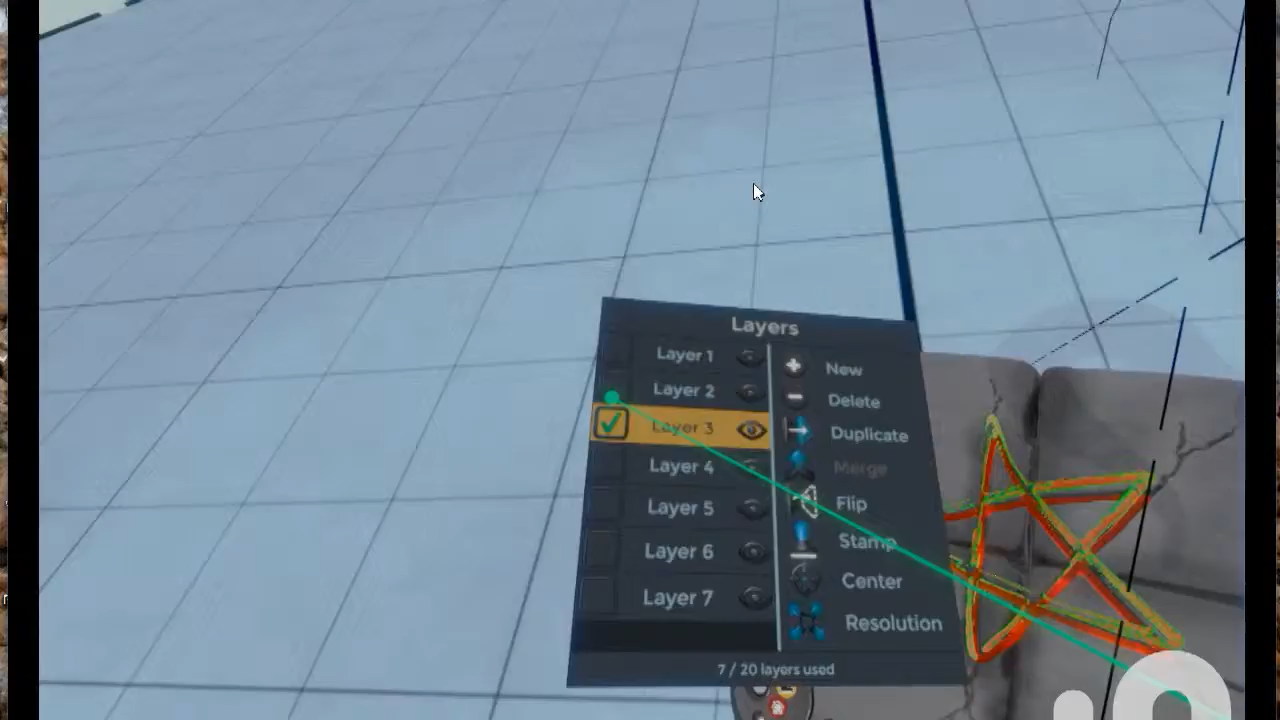 Layers
Layer 1
Layer 2
Layer 3
Layer 4
Layer 5
Layer 6
Layer 7
New
Delete
Duplicate
Merge
Flip
Stamp
Center
Resolution
7 / 20 layers used